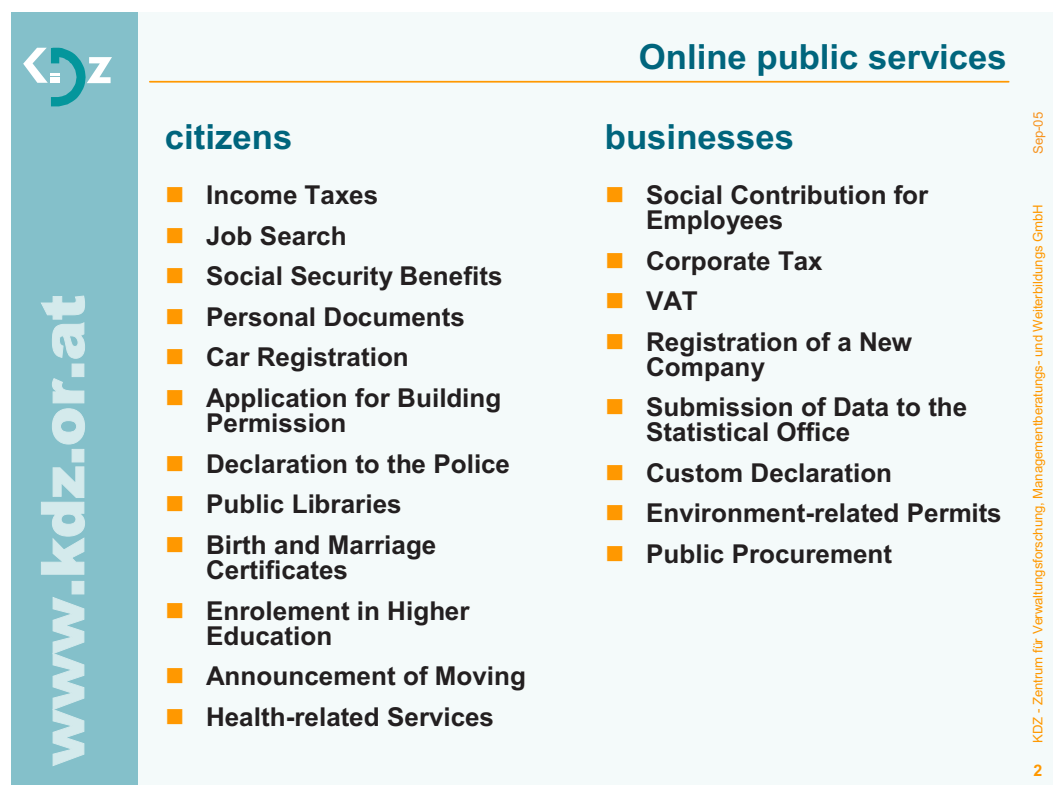 KDZ
www.kdz.or.at
Online public services
citizens
Income Taxes
Job Search
Social Security Benefits
Personal Documents
Car Registration
Application for Building
Permission
Declaration to the Police
Public Libraries
Birth and Marriage
Certificates
Enrolement in Higher
Education
Announcement of Moving
Health-related Services
businesses
Social Contribution for
Employees
Corporate Tax
VAT
Registration of a New
Company
Submission of Data to the
Statistical Office
Custom Declaration
Environment-related Permits
Public Procurement
KDZ - Zentrum für Verwaltungsforschung, Managementberatungs- und Weiterbildungs GmbH Sep-05
2